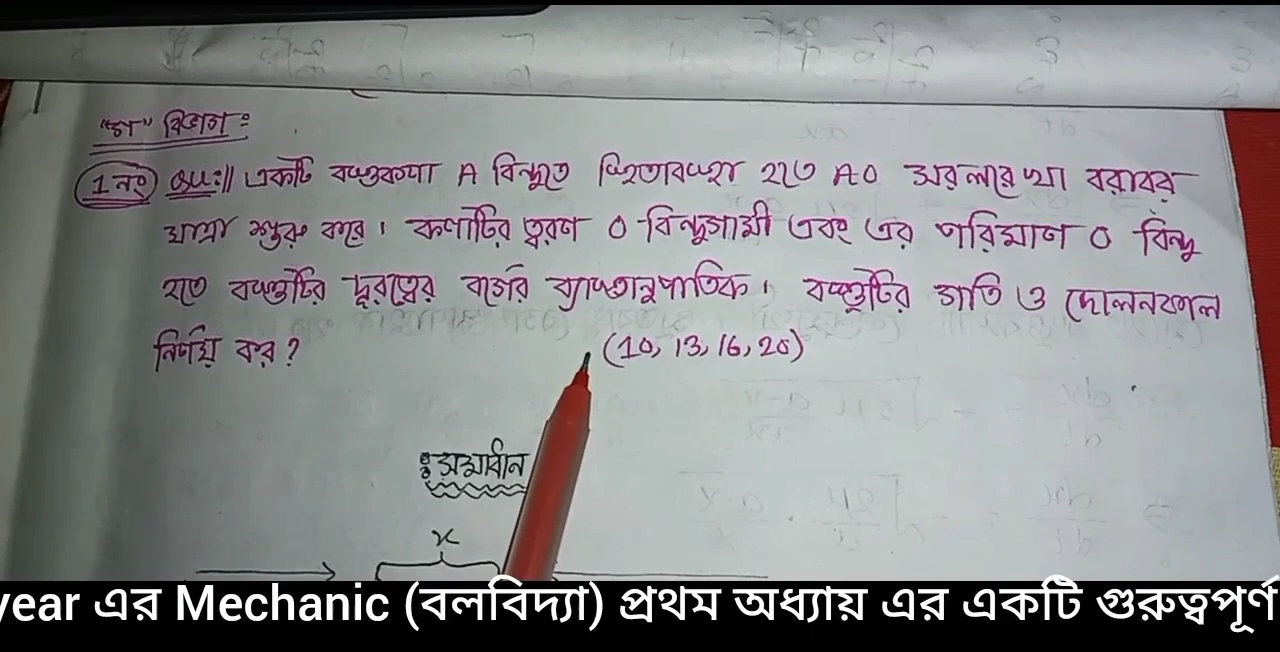 "গ" বিভাগঃ
1 নং Qu:|| একটি বস্তুকণা A বিন্দুতে স্থিতাবস্থা হতে AO সরলরেখা বরাবর
যাত্রা শুরু করে। কণাটির ত্বরণ O বিন্দুগামী এবং এর পরিমাণ O বিন্দু
হতে বস্তুটির দূরত্বের বর্গের ব্যাস্তানুপাতিক। বস্তুটির গতি ও দোলনকাল
নির্ণয় কর? (10, 13, 16, 20)
সমাধান
x
year এর Mechanic (বলবিদ্যা) প্রথম অধ্যায় এর একটি গুরুত্বপূর্ণ